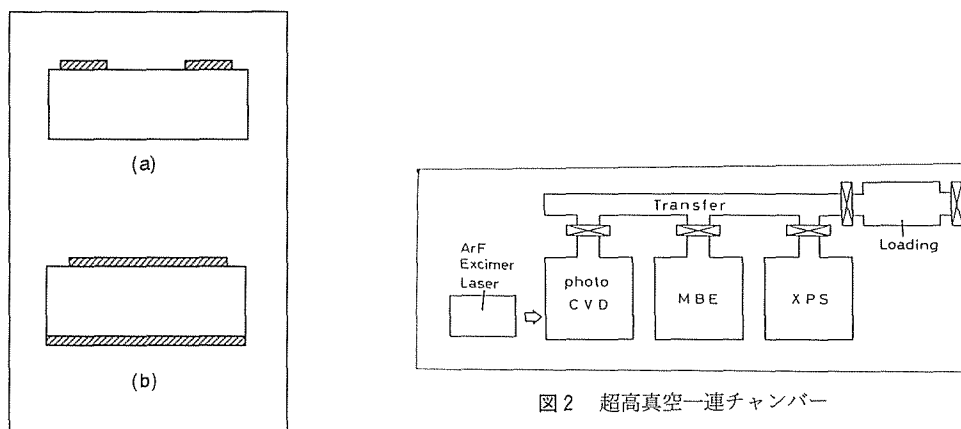 (a)
(b)
Transfer
Loading
ArF
Excimer
Laser
photo
CVD
MBE
XPS
図2 超高真空一連チャンバー